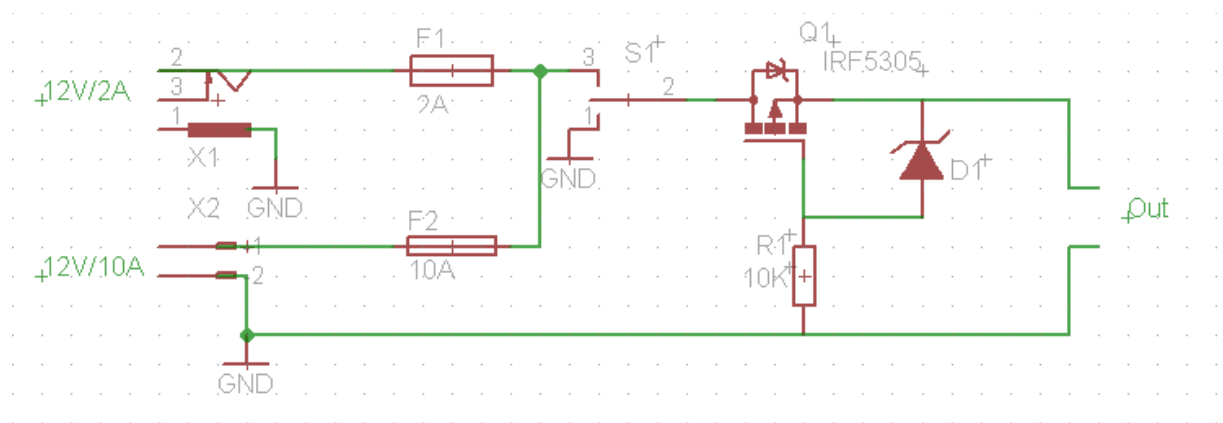 F1
S1
Q1
IRF5305
2
3
12V/2A
3
2
2A
1
1
X1
GND
D1
X2
GND
GND
F2
Out
R1
1
12V/10A
2
10A
10K
GND